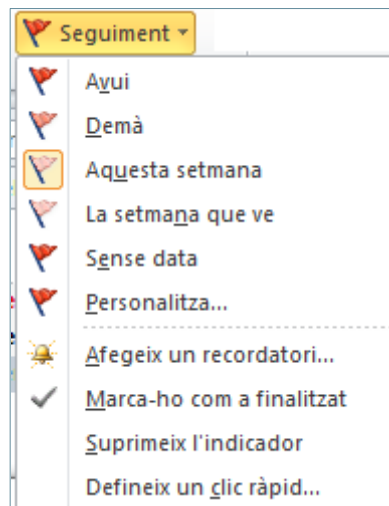 Seguiment
Avui
Demà
Aquesta setmana
La setmana que ve
Sense data
Personalitza...
Afegeix un recordatori...
Marca-ho com a finalitzat
Suprimeix l'indicador
Defineix un clic ràpid...